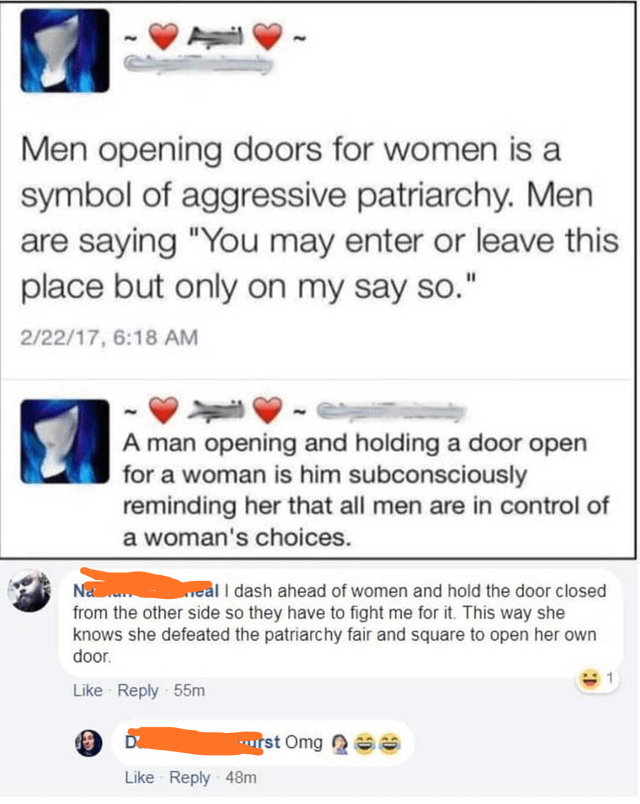 ~ ❤️ ❤️ ~
Men opening doors for women is a
symbol of aggressive patriarchy. Men
are saying "You may enter or leave this
place but only on my say so."
2/22/17, 6:18 AM
~ ❤️ ❤️ ~
A man opening and holding a door open
for a woman is him subconsciously
reminding her that all men are in control of
a woman's choices.
I dash ahead of women and hold the door closed
from the other side so they have to fight me for it. This way she
knows she defeated the patriarchy fair and square to open her own
door.
😆 1
Like · Reply · 55m
Omg 🤦 😂😂
Like · Reply · 48m